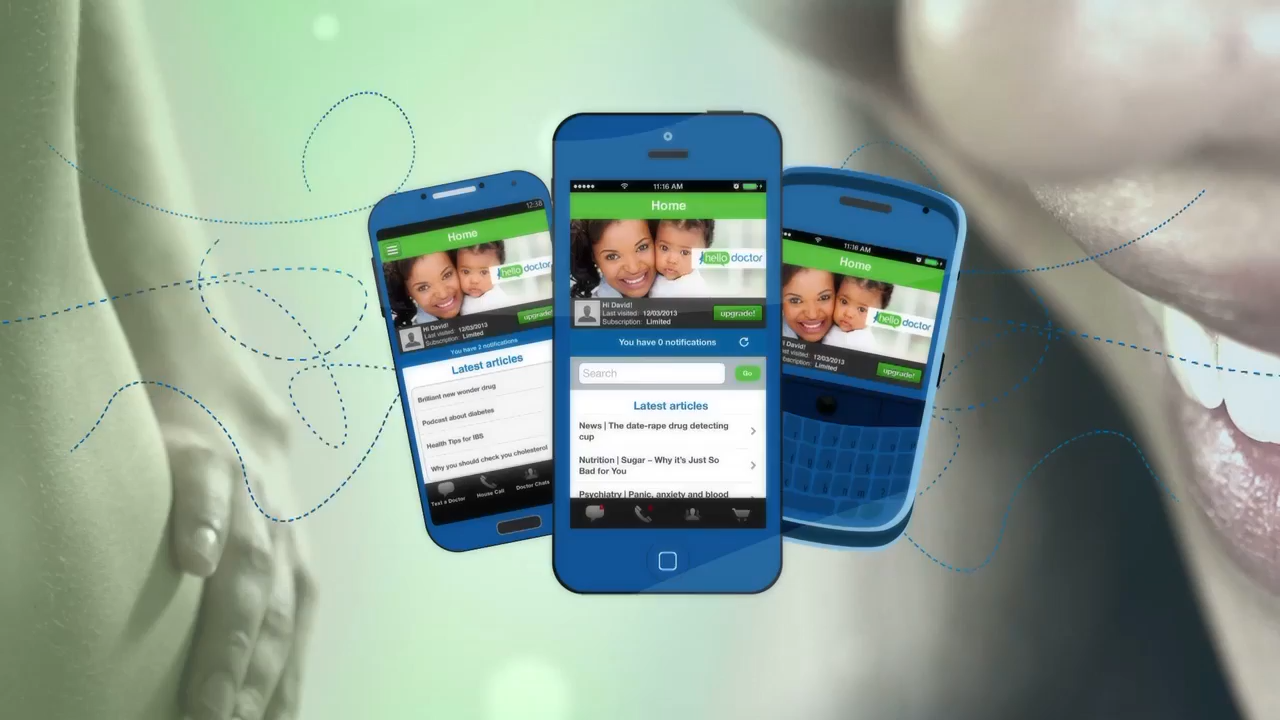 12:38
Home
hello doctor
Hi David!
Last visited: 12/03/2013
Subscription: Limited
upgrade!
You have 2 notifications
Latest articles
Brilliant new wonder drug
Podcast about diabetes
Health Tips for IBS
Why you should check you cholesterol
Text a Doctor
House Call
Doctor Chats
11:16 AM
Home
hello doctor
Hi David!
Last visited: 12/03/2013
Subscription: Limited
upgrade!
You have 0 notifications
Search
Go
Latest articles
News | The date-rape drug detecting
cup
Nutrition | Sugar – Why it's Just So
Bad for You
Psychiatry | Panic, anxiety and blood
11:16 AM
Home
hello doctor
David!
visited: 12/03/2013
Subscription: Limited
upgrade!